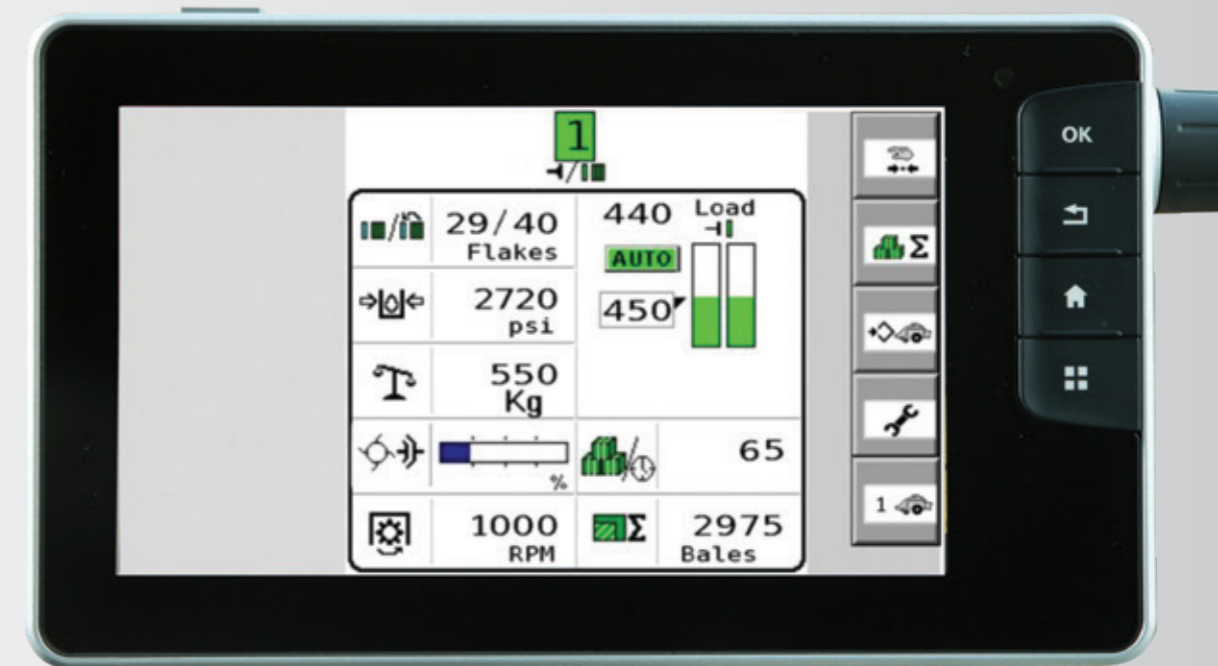 1
29/40
Flakes
440
Load
AUTO
2720
psi
450
550
Kg
%
65
1000
RPM
Σ
2975
Bales
Σ
1
OK